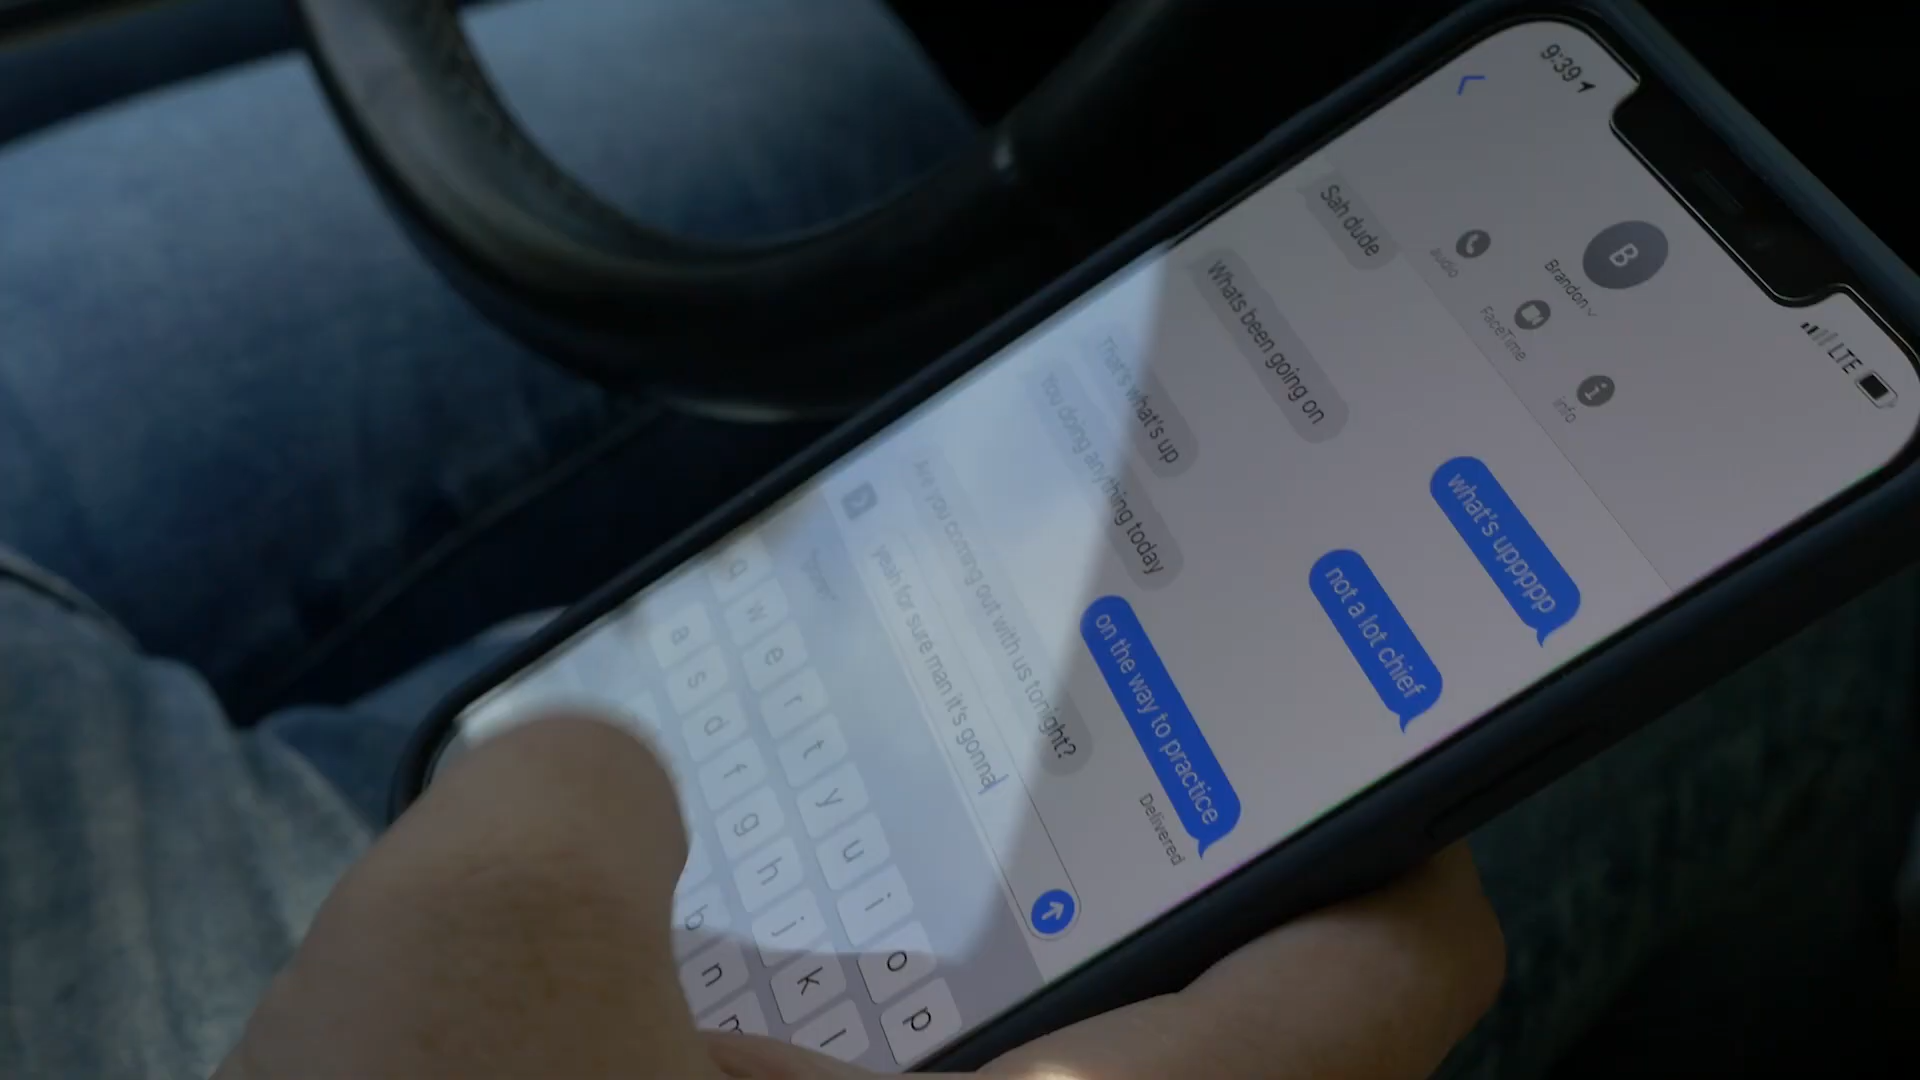 9:39
LTE
B
Brandon
Audio
FaceTime
info
Sah dude
what's uppppp
Whats been going on
not a lot chief
That's what's up
You doing anything today
on the way to practice
Delivered
Are you coming out with us tonight?
yeah for sure man it's gonna
q w e r t y u i o p
a s d f g h j k l
b n m